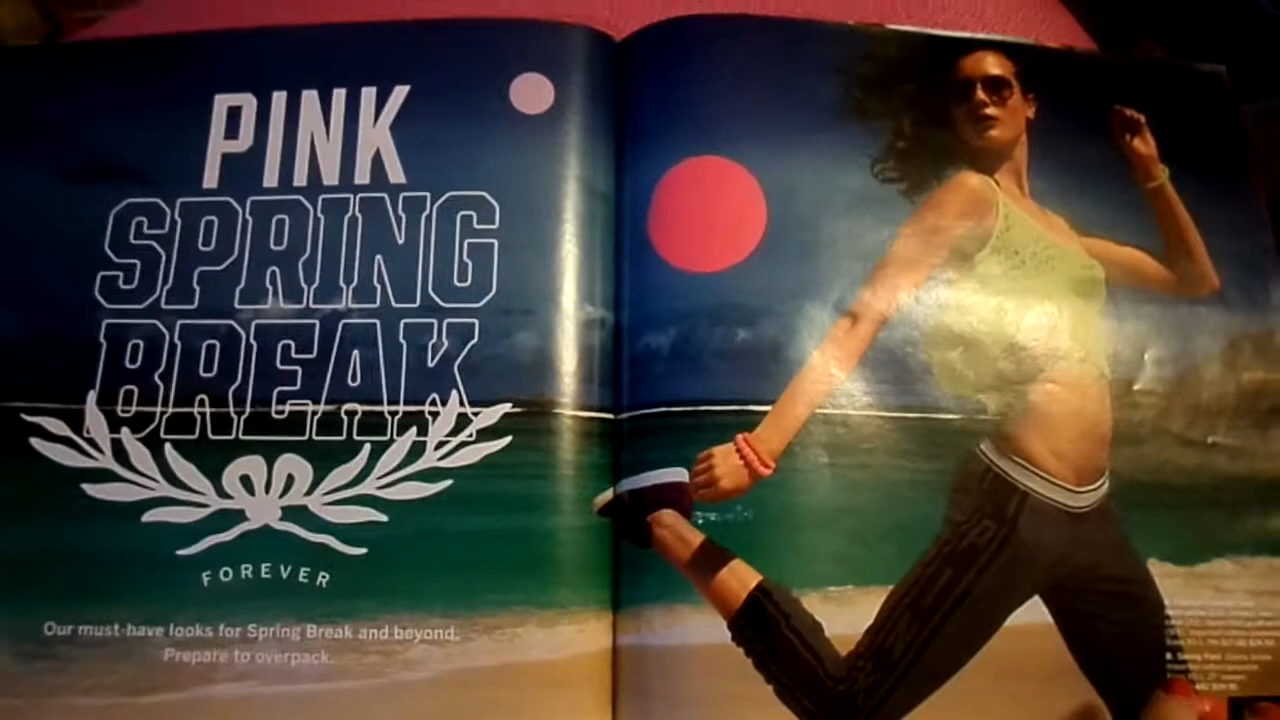 PINK
SPRING
BREAK
FOREVER
Our must-have looks for Spring Break and beyond.
Prepare to overpack.